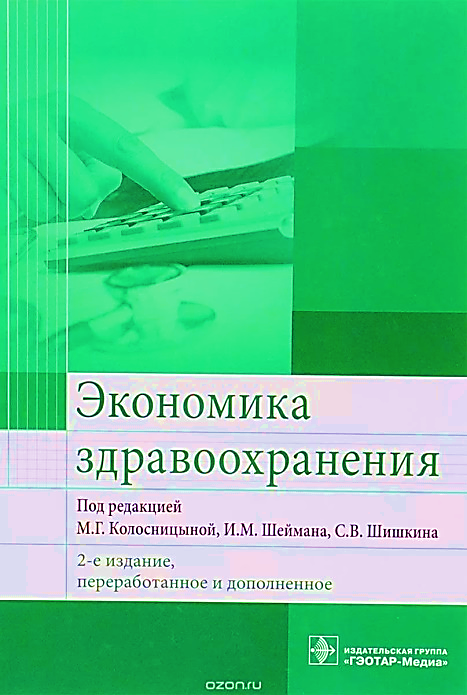 Экономика
здравоохранения
Под редакцией
М.Г. Колосницыной, И.М. Шеймана, С.В. Шишкина
2-е издание,
переработанное и дополненное
ИЗДАТЕЛЬСКАЯ ГРУППА
«ГЭОТАР-Медиа»
ozon.ru